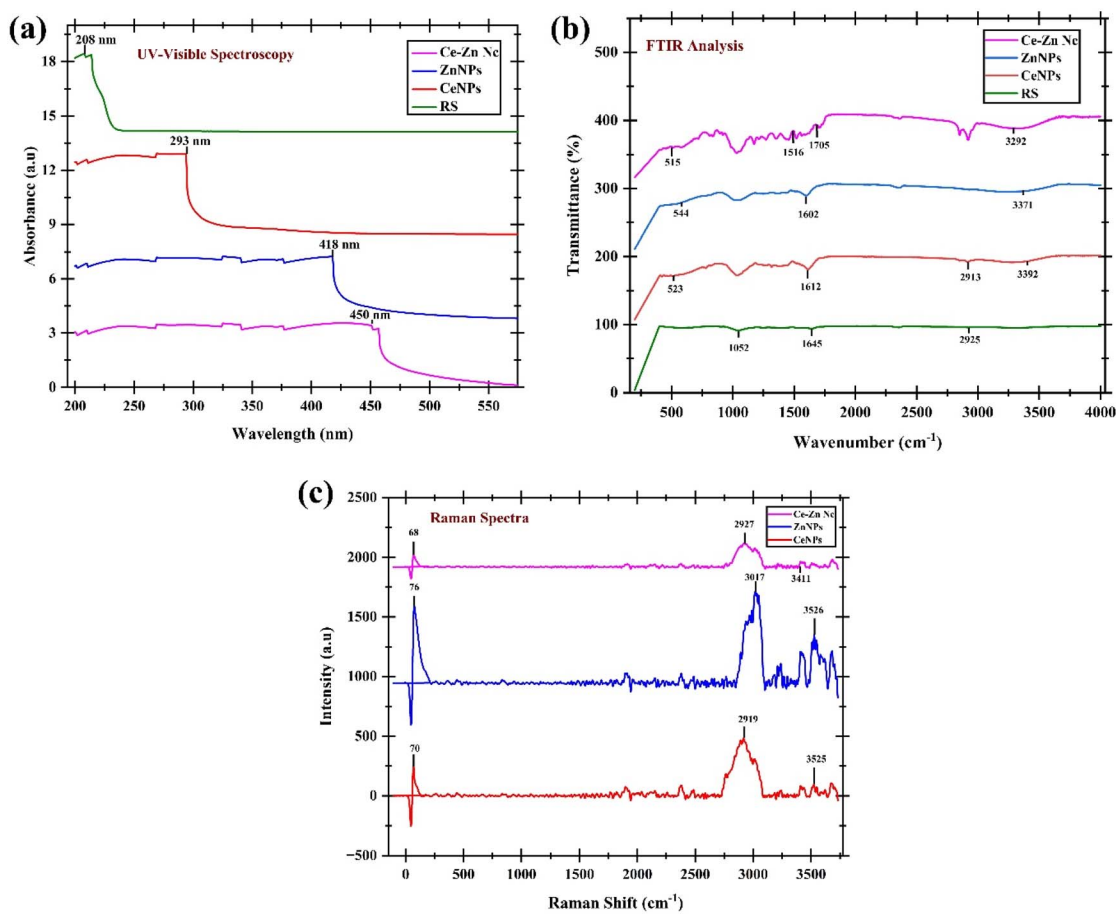 (a)
UV-Visible Spectroscopy
Ce-Zn Nc
ZnNPs
CeNPs
RS
208 nm
293 nm
418 nm
450 nm
18
15
12
9
6
3
0
Absorbance (a.u)
200 250 300 350 400 450 500 550
Wavelength (nm)
(b)
FTIR Analysis
Ce-Zn Nc
ZnNPs
CeNPs
RS
500
400
300
200
100
0
Transmittance (%)
515 1516 1705 3292
544 1602 3371
523 1612 2913 3392
1052 1645 2925
500 1000 1500 2000 2500 3000 3500 4000
Wavenumber (cm⁻¹)
(c)
Raman Spectra
Ce-Zn Nc
ZnNPs
CeNPs
2500
2000
1500
1000
500
0
−500
Intensity (a.u)
68 2927 3411
76 3017 3526
70 2919 3525
0 500 1000 1500 2000 2500 3000 3500
Raman Shift (cm⁻¹)